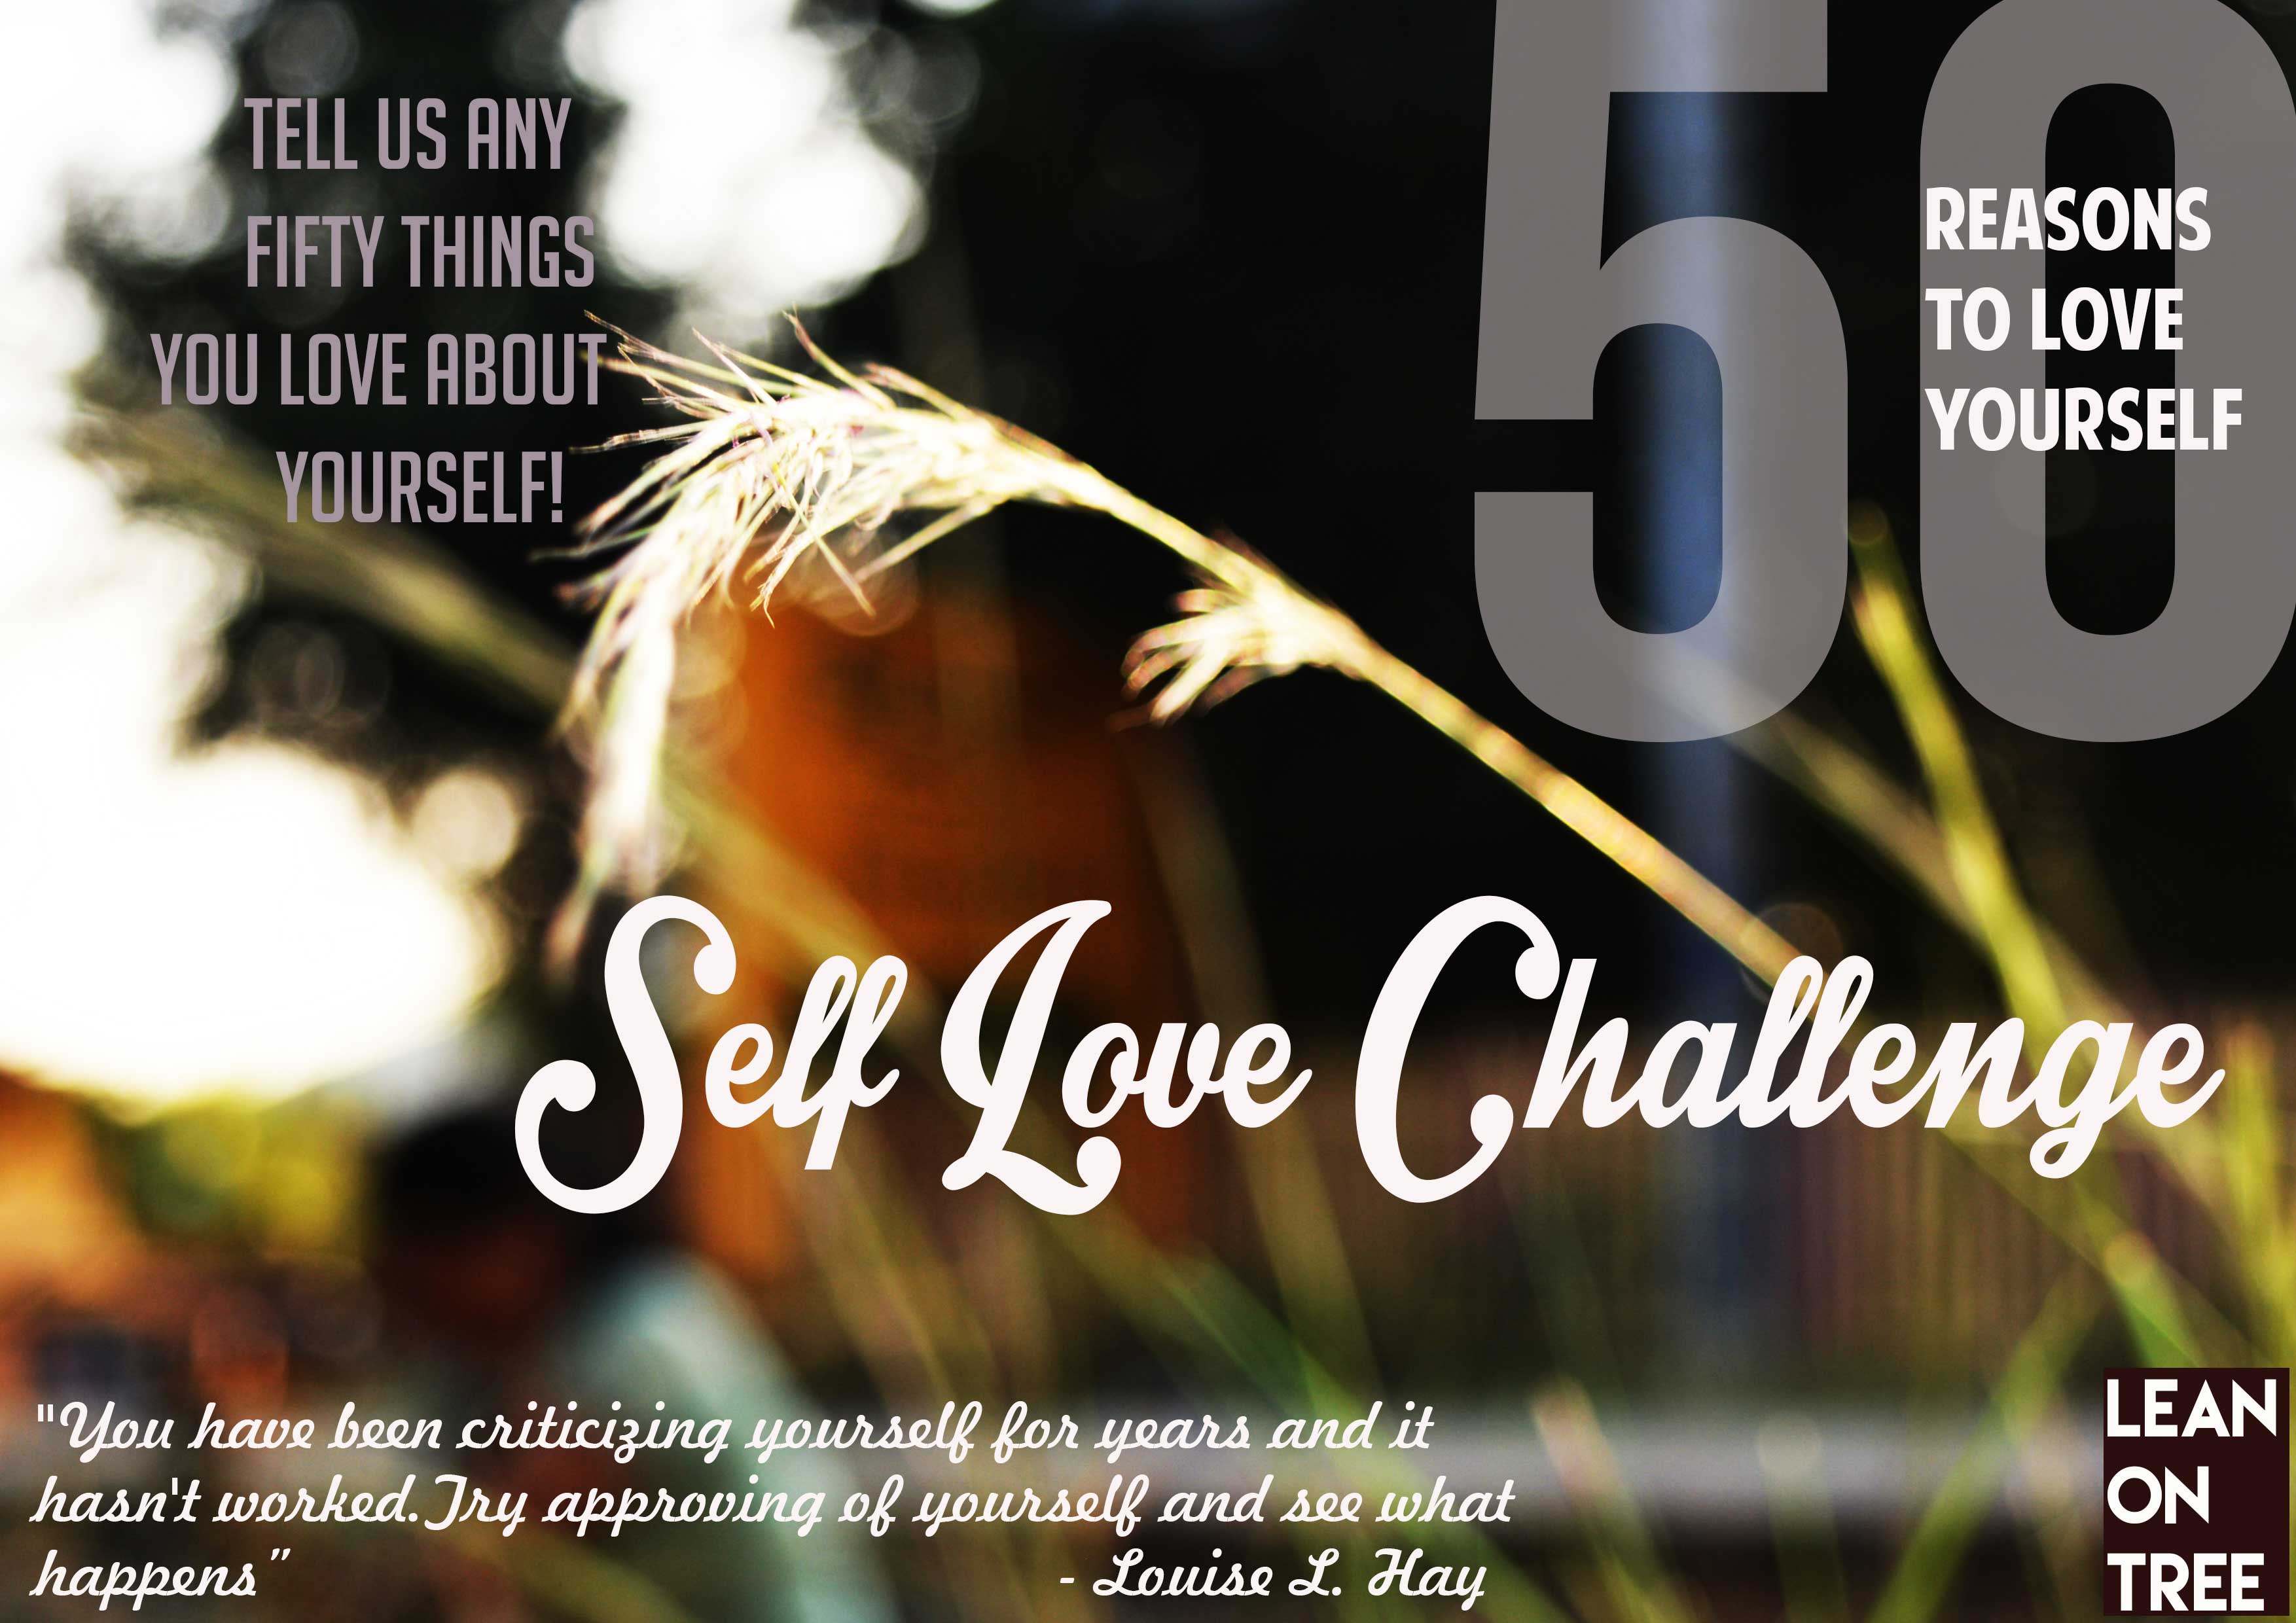 TELL US ANY
FIFTY THINGS
YOU LOVE ABOUT
YOURSELF!
50
REASONS
TO LOVE
YOURSELF
Self Love Challenge
"You have been criticizing yourself for years and it
hasn't worked.Try approving of yourself and see what
happens”
- Louise L. Hay
LEAN
ON
TREE